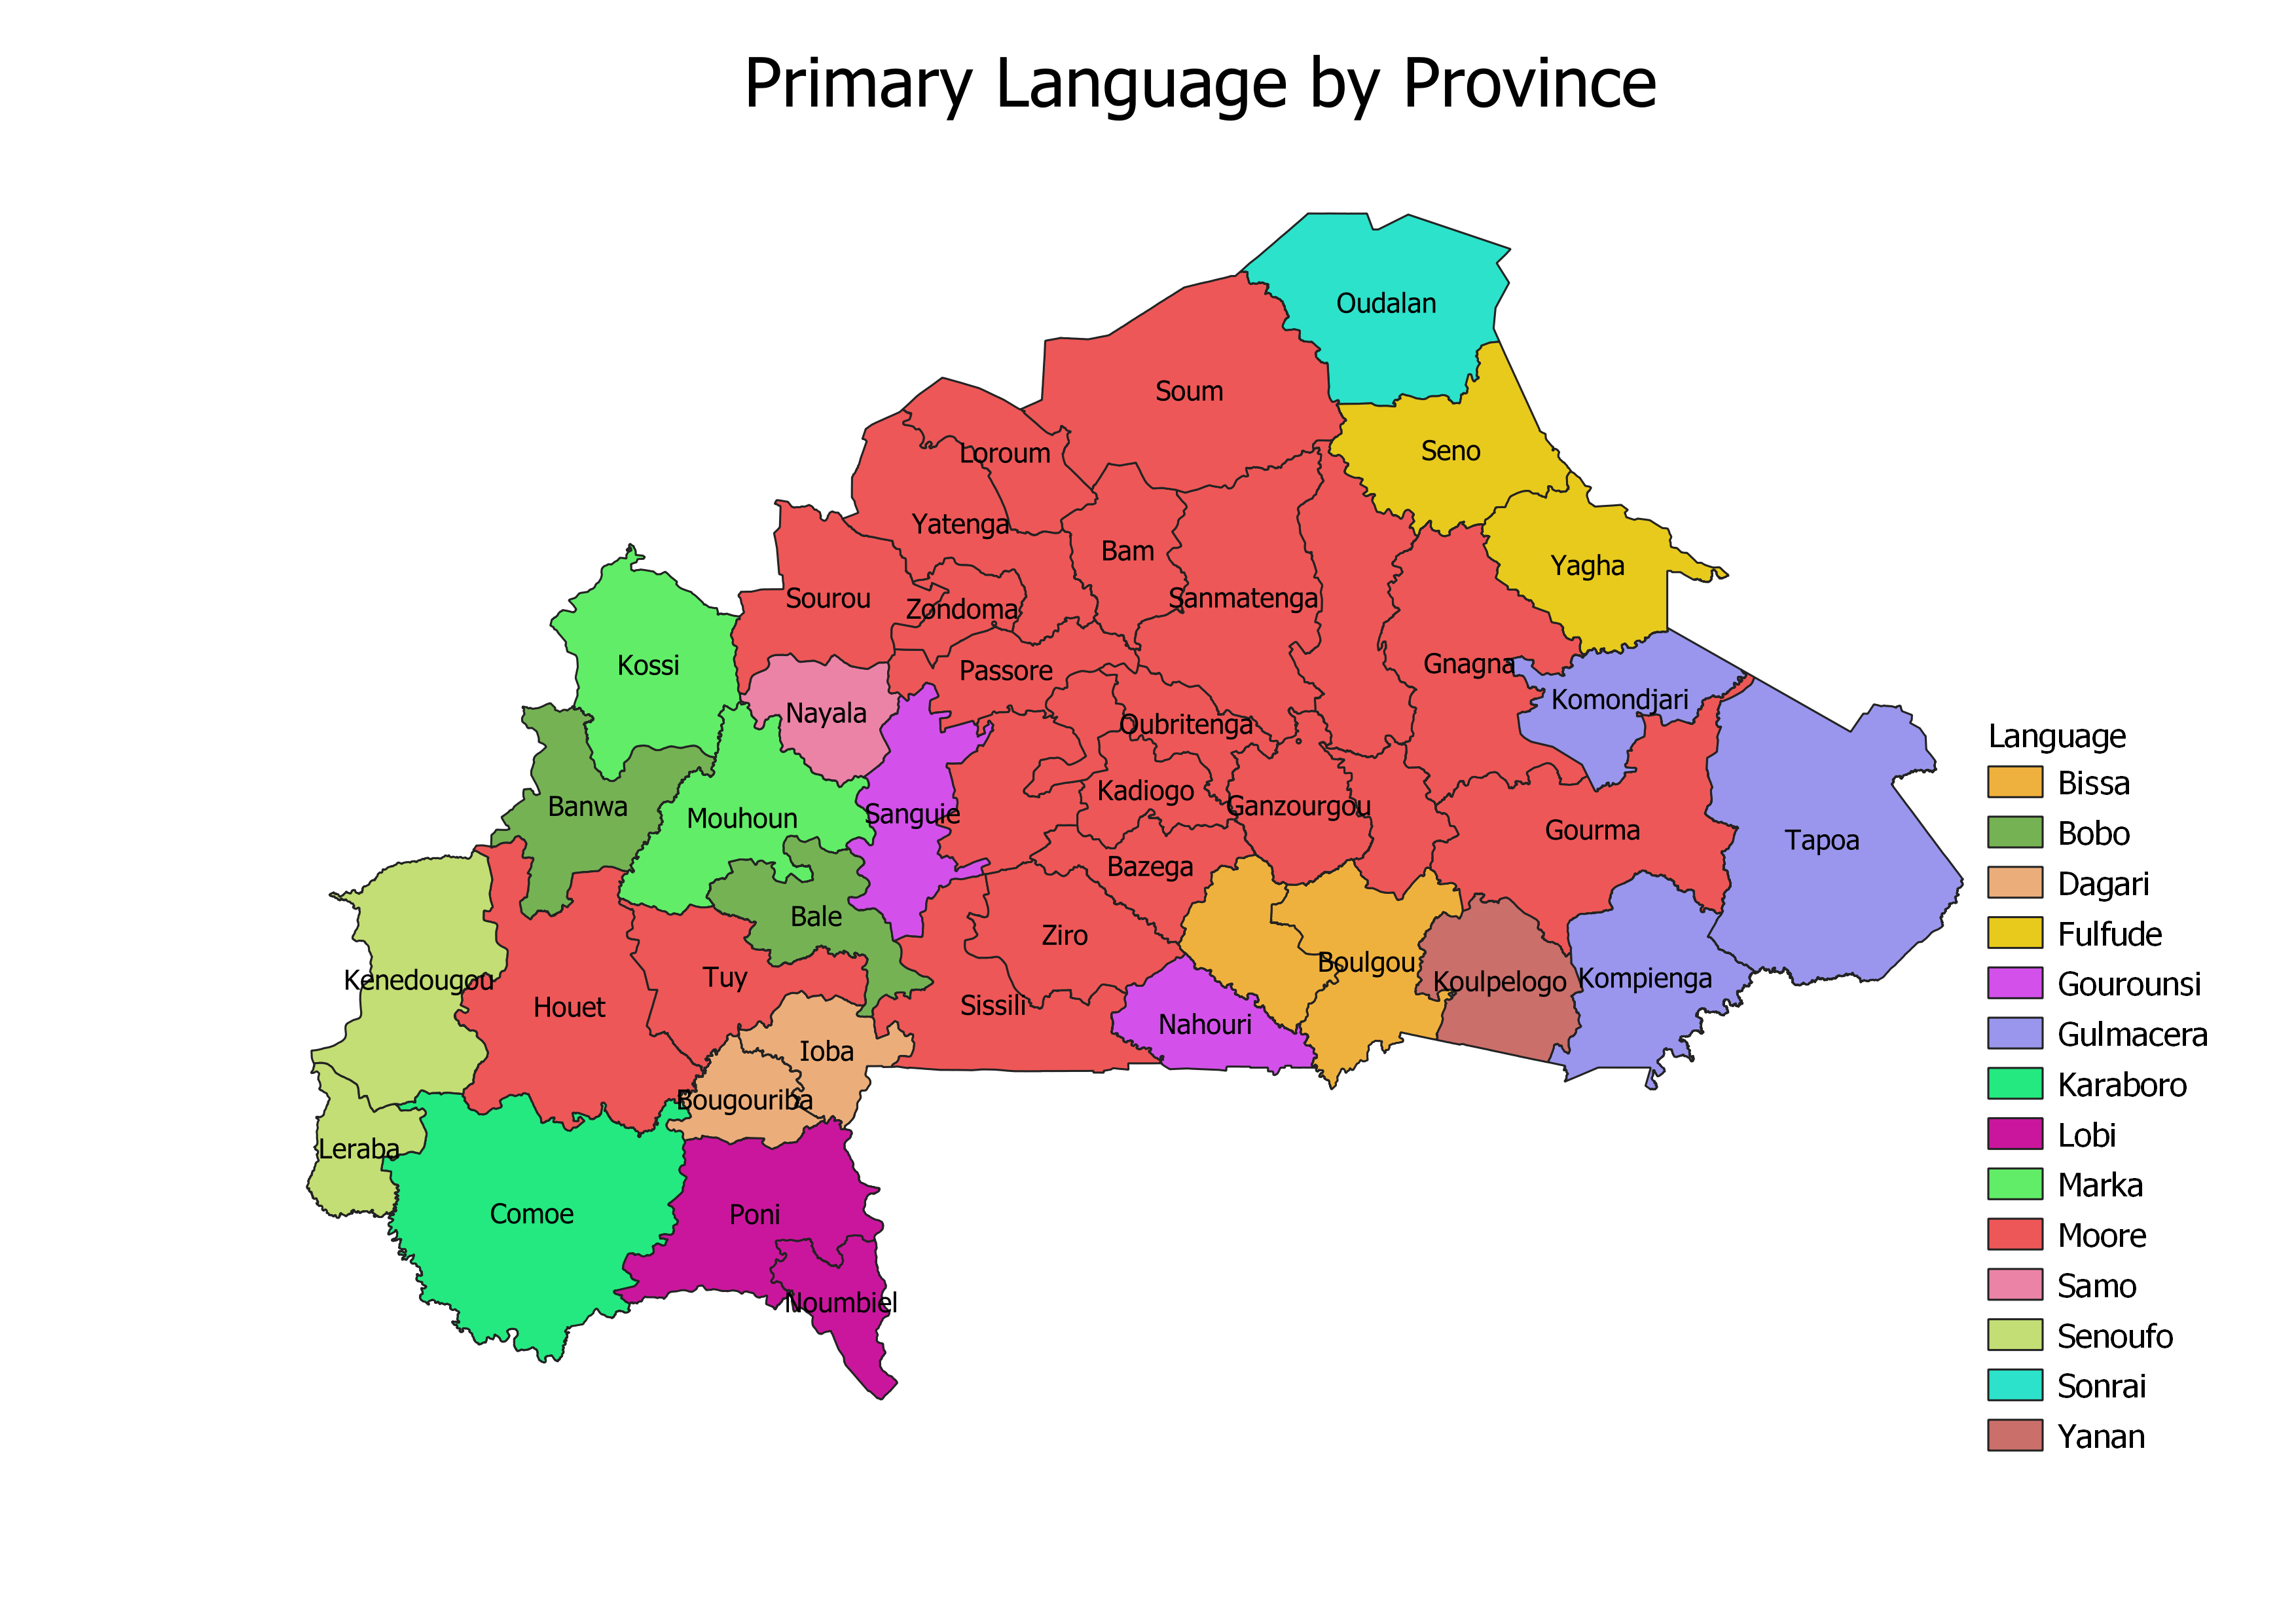 Primary Language by Province
Oudalan
Soum
Seno
Loroum
Yatenga
Bam
Yagha
Sourou
Zondoma
Sanmatenga
Kossi
Passore
Gnagna
Komondjari
Nayala
Oubritenga
Banwa
Mouhoun
Sanguie
Kadiogo
Ganzourgou
Gourma
Tapoa
Bazega
Bale
Ziro
Boulgou
Kenedougou
Tuy
Koulpelogo
Kompienga
Houet
Sissili
Nahouri
Ioba
Bougouriba
Leraba
Comoe
Poni
Noumbiel
Language
Bissa
Bobo
Dagari
Fulfude
Gourounsi
Gulmacera
Karaboro
Lobi
Marka
Moore
Samo
Senoufo
Sonrai
Yanan